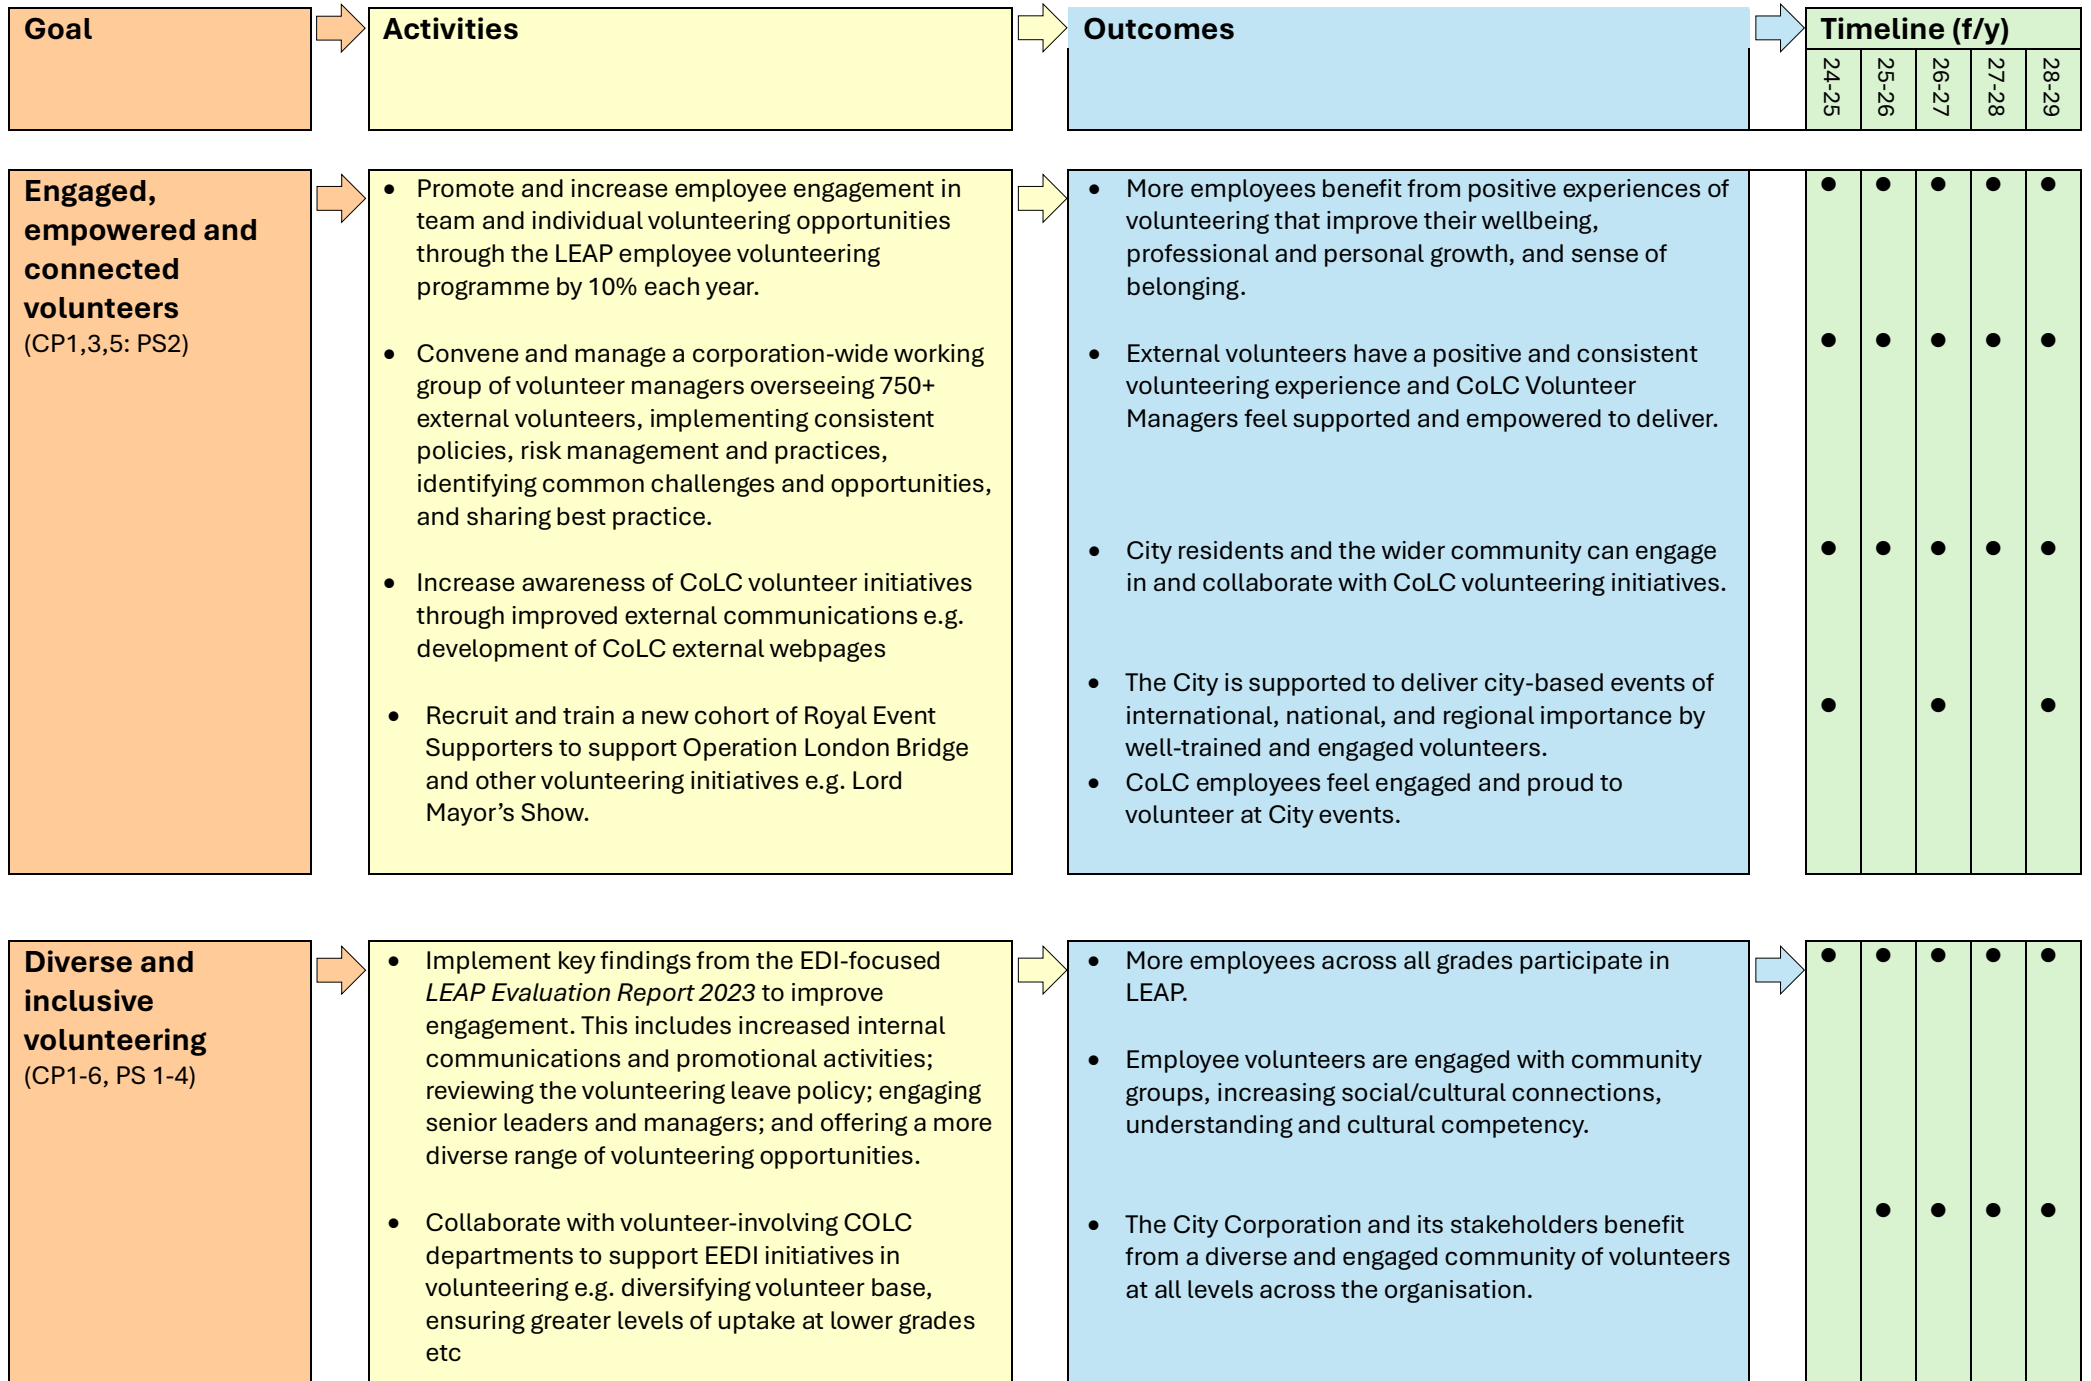 Goal
Activities
Outcomes
Timeline (f/y)
24-25
25-26
26-27
27-28
28-29
Engaged,
empowered and
connected
volunteers
(CP1,3,5: PS2)
• Promote and increase employee engagement in
team and individual volunteering opportunities
through the LEAP employee volunteering
programme by 10% each year.
• Convene and manage a corporation-wide working
group of volunteer managers overseeing 750+
external volunteers, implementing consistent
policies, risk management and practices,
identifying common challenges and opportunities,
and sharing best practice.
• Increase awareness of CoLC volunteer initiatives
through improved external communications e.g.
development of CoLC external webpages
• Recruit and train a new cohort of Royal Event
Supporters to support Operation London Bridge
and other volunteering initiatives e.g. Lord
Mayor’s Show.
• More employees benefit from positive experiences of
volunteering that improve their wellbeing,
professional and personal growth, and sense of
belonging.
• External volunteers have a positive and consistent
volunteering experience and CoLC Volunteer
Managers feel supported and empowered to deliver.
• City residents and the wider community can engage
in and collaborate with CoLC volunteering initiatives.
• The City is supported to deliver city-based events of
international, national, and regional importance by
well-trained and engaged volunteers.
• CoLC employees feel engaged and proud to
volunteer at City events.
● ● ● ● ●
● ● ● ● ●
● ● ● ● ●
● ● ●
Diverse and
inclusive
volunteering
(CP1-6, PS 1-4)
• Implement key findings from the EDI-focused
LEAP Evaluation Report 2023 to improve
engagement. This includes increased internal
communications and promotional activities;
reviewing the volunteering leave policy; engaging
senior leaders and managers; and offering a more
diverse range of volunteering opportunities.
• Collaborate with volunteer-involving COLC
departments to support EEDI initiatives in
volunteering e.g. diversifying volunteer base,
ensuring greater levels of uptake at lower grades
etc
• More employees across all grades participate in
LEAP.
• Employee volunteers are engaged with community
groups, increasing social/cultural connections,
understanding and cultural competency.
• The City Corporation and its stakeholders benefit
from a diverse and engaged community of volunteers
at all levels across the organisation.
● ● ● ● ●
● ● ● ●